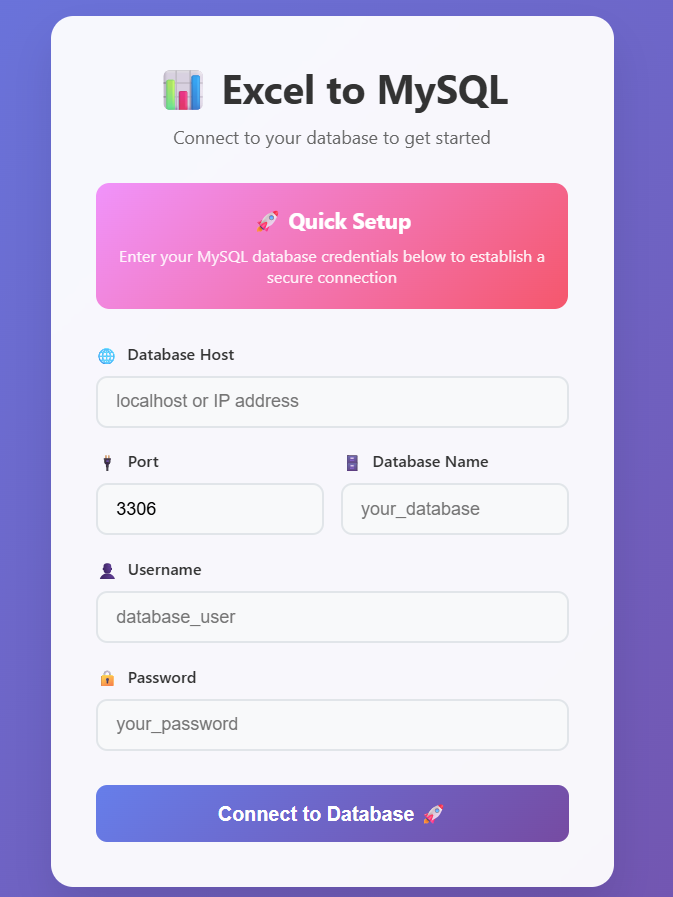 Excel to MySQL
Connect to your database to get started
Quick Setup
Enter your MySQL database credentials below to establish a
secure connection
Database Host
localhost or IP address
Port
Database Name
3306
your_database
Username
database_user
Password
your_password
Connect to Database